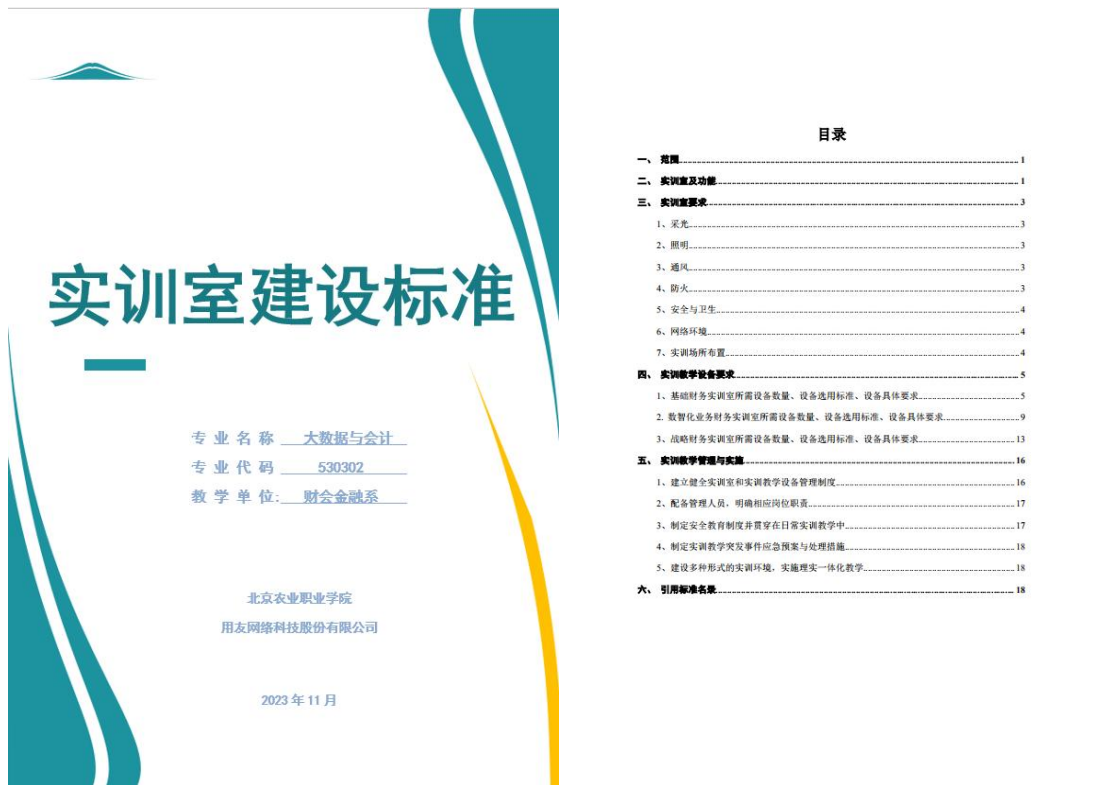 实训室建设标准
专业名称 大数据与会计
专业代码 530302
教学单位: 财会金融系
北京农业职业学院
用友网络科技股份有限公司
2023年11月
目录
一、 范围 1
二、 实训室及功能 1
三、 实训室要求 3
1、采光 3
2、照明 3
3、通风 3
4、防火 3
5、安全与卫生 4
6、网络环境 4
7、实训场所布置 4
四、 实训教学设备要求 5
1、基础财务实训室所需设备数量、设备选用标准、设备具体要求 5
2. 数智化业务财务实训室所需设备数量、设备选用标准、设备具体要求 9
3、战略财务实训室所需设备数量、设备选用标准、设备具体要求 13
五、 实训教学管理与实施 16
1、建立健全实训室和实训教学设备管理制度 16
2、配备管理人员，明确相应岗位职责 17
3、制定安全教育制度并贯穿在日常实训教学中 17
4、制定实训教学突发事件应急预案与处理措施 18
5、建设多种形式的实训环境，实施理实一体化教学 18
六、 引用标准名录 18